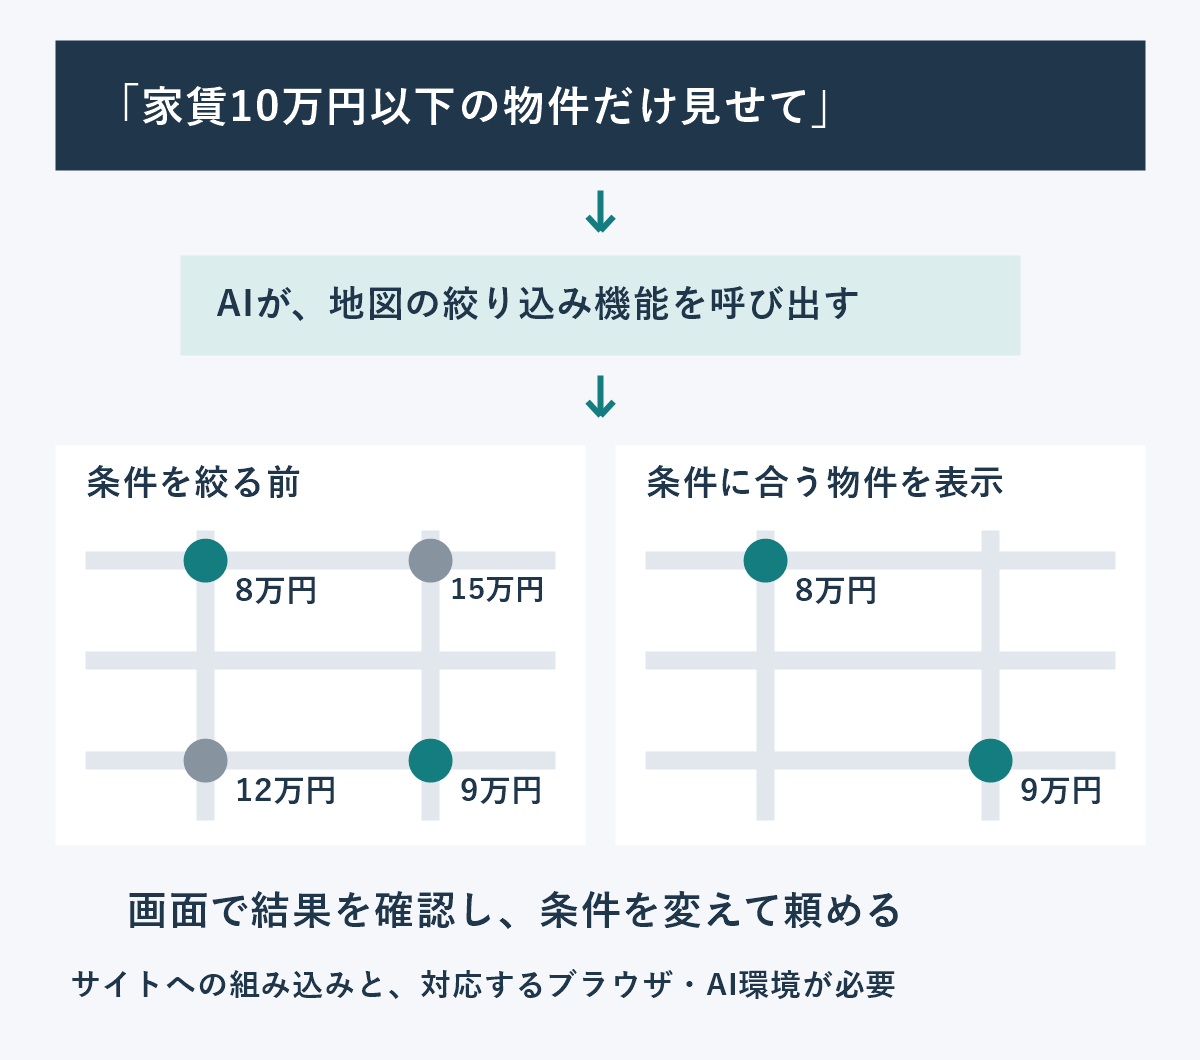 「家賃10万円以下の物件だけ見せて」
AIが、地図の絞り込み機能を呼び出す
条件を絞る前
8万円
15万円
12万円
9万円
条件に合う物件を表示
8万円
9万円
画面で結果を確認し、条件を変えて頼める
サイトへの組み込みと、対応するブラウザ・AI環境が必要